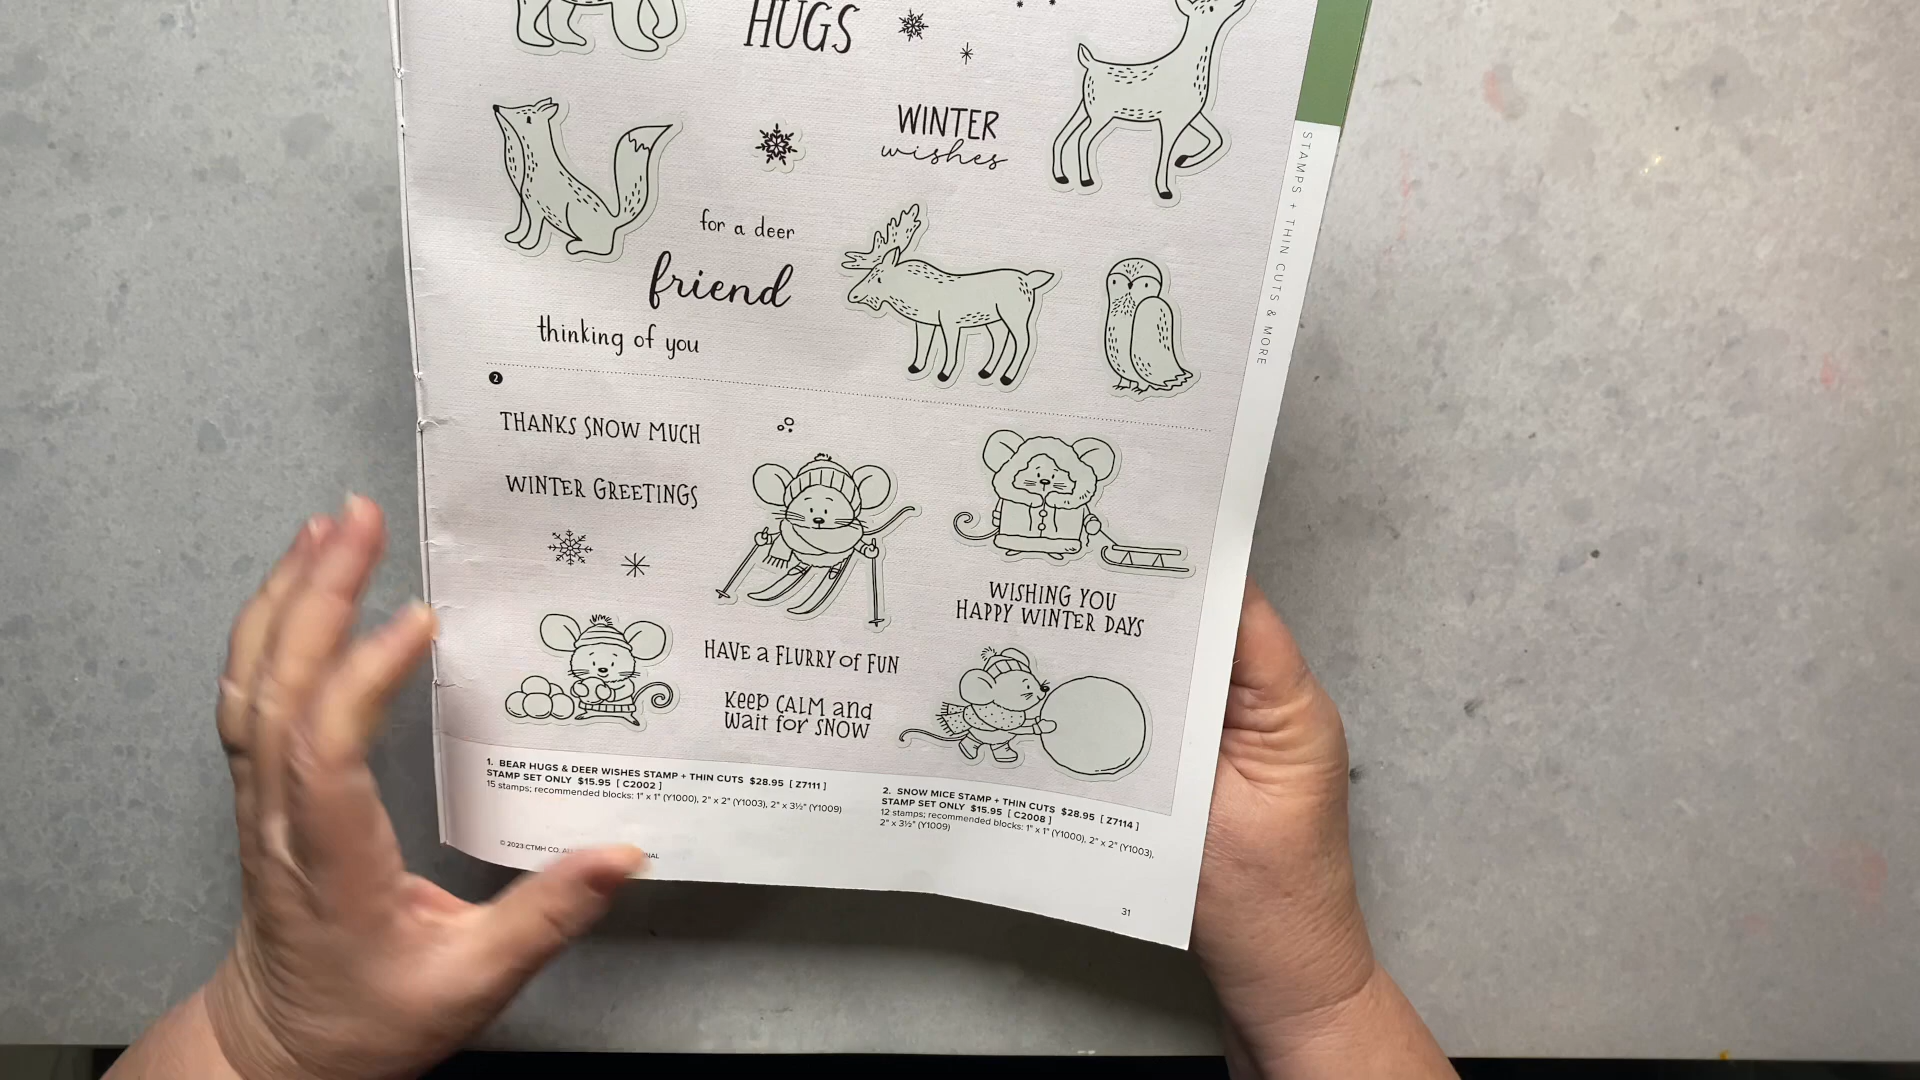 HUGS
WINTER
wishes
for a deer
friend
thinking of you
STAMPS + THIN CUTS & MORE
2
THANKS SNOW MUCH
WINTER GREETINGS
WISHING YOU
HAPPY WINTER DAYS
HAVE a FLURRY of FUN
Keep CALM and
Wait for SNOW
1. BEAR HUGS & DEER WISHES STAMP + THIN CUTS $28.95 [ Z7111 ]
STAMP SET ONLY $15.95 [ C2002 ]
15 stamps; recommended blocks: 1" x 1" (Y1000), 2" x 2" (Y1003), 2" x 3½" (Y1009)
2. SNOW MICE STAMP + THIN CUTS $28.95 [ Z7114 ]
STAMP SET ONLY $15.95 [ C2008 ]
12 stamps; recommended blocks: 1" x 1" (Y1000), 2" x 2" (Y1003),
2" x 3½" (Y1009)
© 2023 CTMH CO.
31